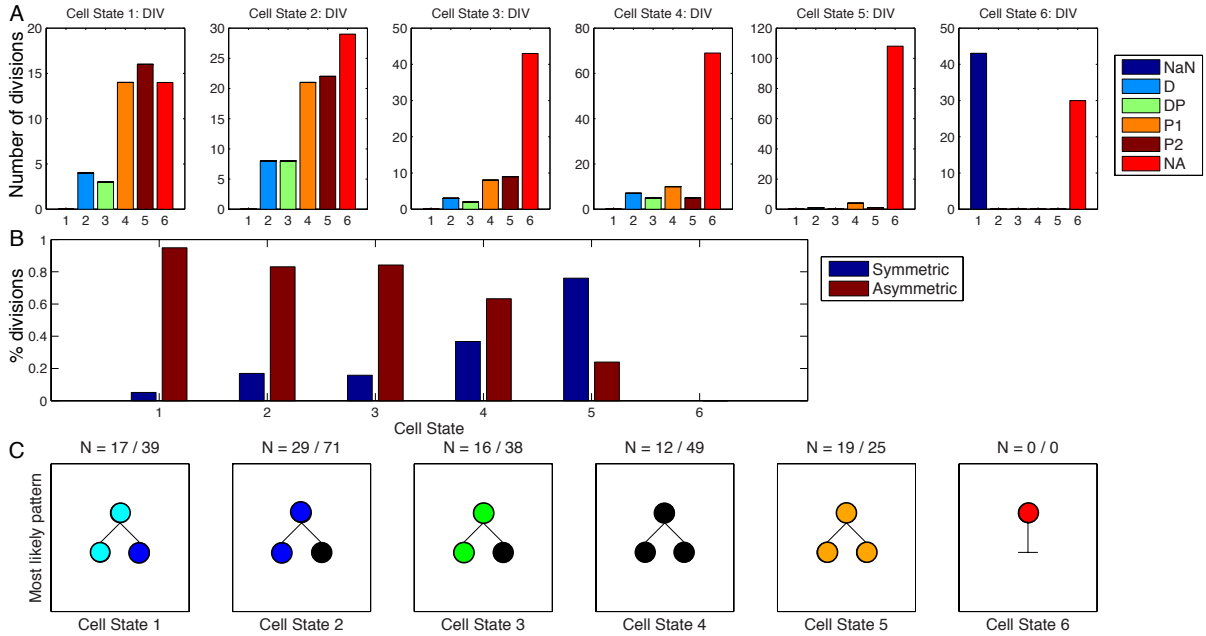 A
Cell State 1: DIV
Cell State 2: DIV
Cell State 3: DIV
Cell State 4: DIV
Cell State 5: DIV
Cell State 6: DIV
Number of divisions
20
15
10
5
0
1 2 3 4 5 6
30
25
20
15
10
5
0
1 2 3 4 5 6
50
40
30
20
10
0
1 2 3 4 5 6
80
60
40
20
0
1 2 3 4 5 6
120
100
80
60
40
20
0
1 2 3 4 5 6
50
40
30
20
10
0
1 2 3 4 5 6
NaN
D
DP
P1
P2
NA
B
% divisions
1
0.8
0.6
0.4
0.2
0
1 2 3 4 5 6
Cell State
Symmetric
Asymmetric
C
Most likely pattern
N = 17 / 39
N = 29 / 71
N = 16 / 38
N = 12 / 49
N = 19 / 25
N = 0 / 0
Cell State 1
Cell State 2
Cell State 3
Cell State 4
Cell State 5
Cell State 6